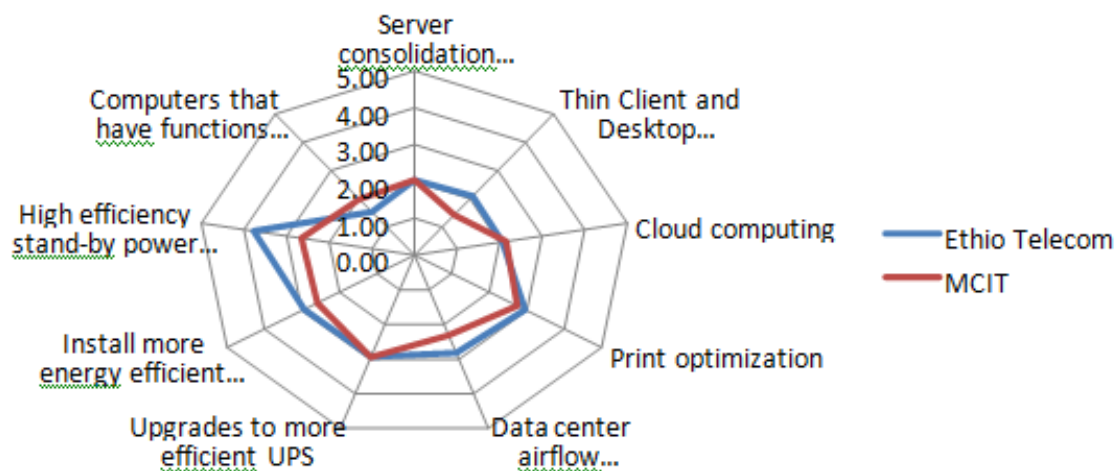 Server
consolidation...
5.00
4.00
3.00
2.00
1.00
0.00
Thin Client and
Desktop...
Cloud computing
Print optimization
Data center
airflow...
Upgrades to more
efficient UPS
Install more
energy efficient...
High efficiency
stand-by power...
Computers that
have functions...
Ethio Telecom
MCIT